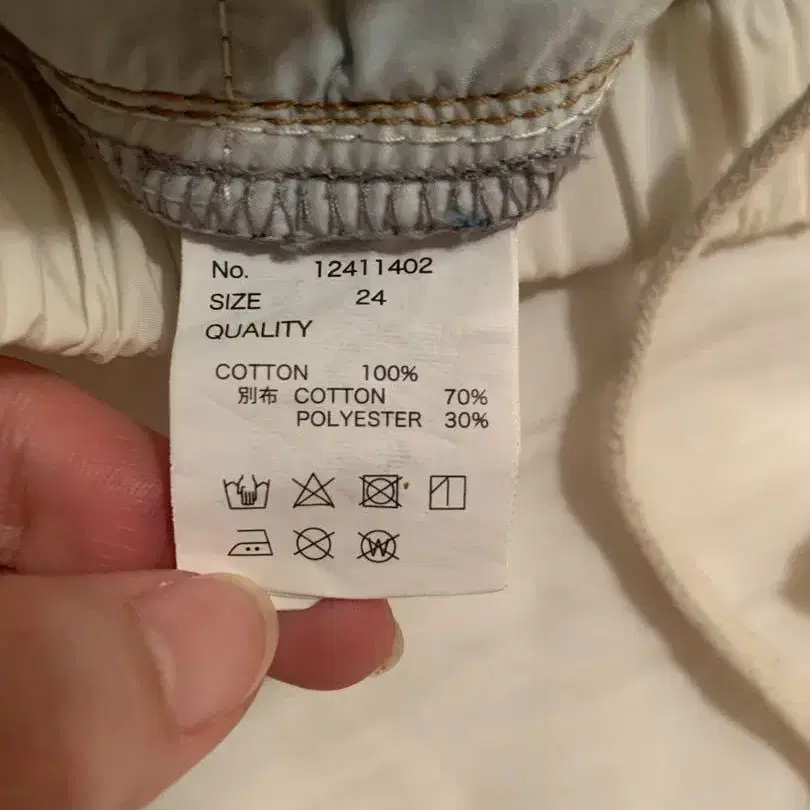 No. 12411402
SIZE 24
QUALITY
COTTON 100%
別布 COTTON 70%
POLYESTER 30%